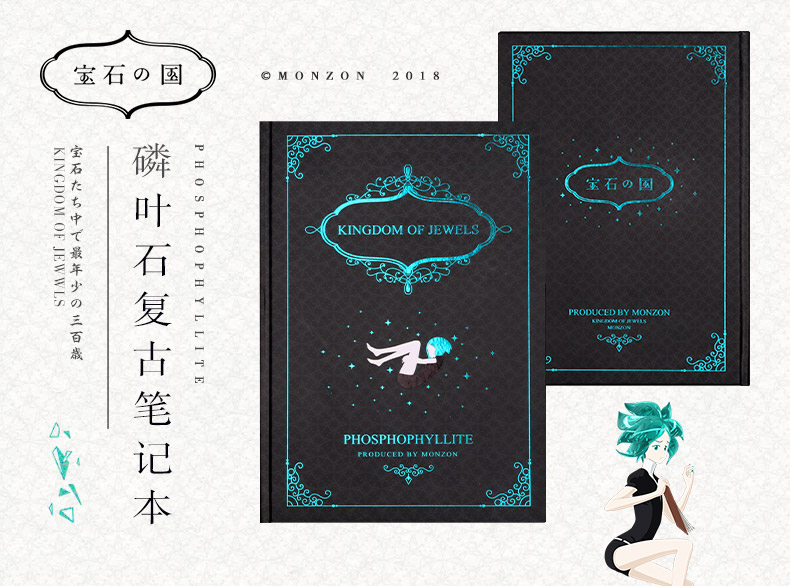 宝石の国
©MONZON 2018
宝石たち中で最年少の三百歳
KINGDOM OF JEWWLS
磷叶石复古笔记本
PHOSPHOPHYLLITE
KINGDOM OF JEWELS
PHOSPHOPHYLLITE
PRODUCED BY MONZON
宝石の国
PRODUCED BY MONZON
KINGDOM OF JEWELS
MONZON